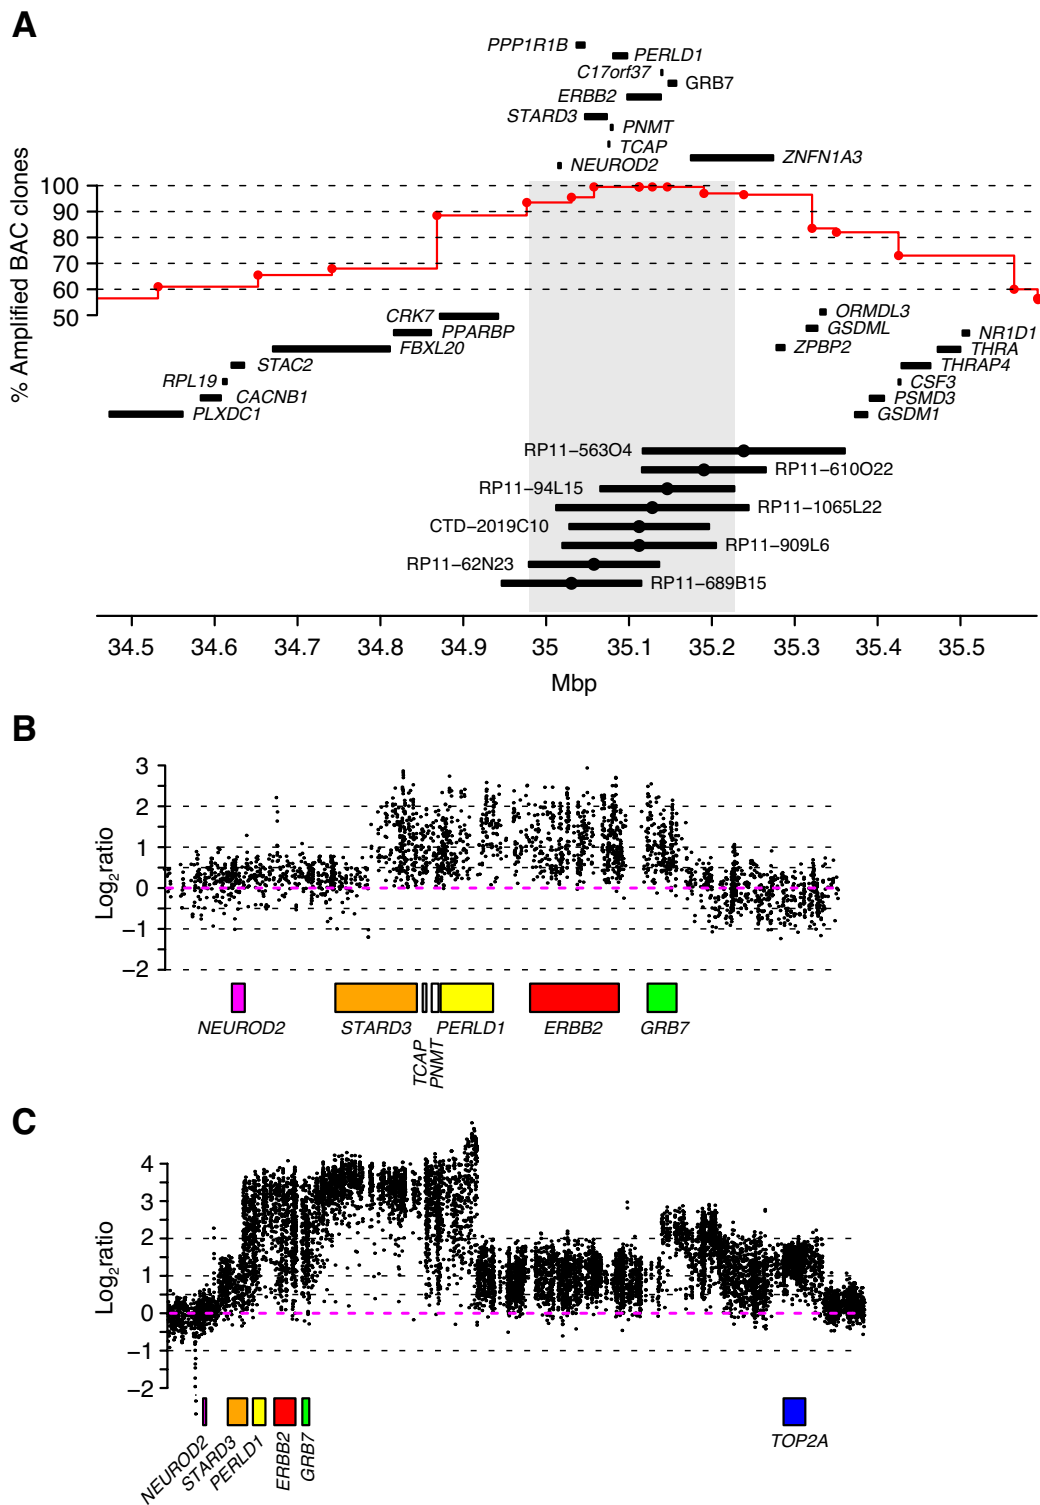 A
PPP1R1B
PERLD1
C17orf37
GRB7
ERBB2
STARD3
PNMT
TCAP
ZNFN1A3
NEUROD2
% Amplified BAC clones
100
90
80
70
60
50
CRK7
PPARBP
FBXL20
STAC2
RPL19
CACNB1
PLXDC1
ORMDL3
GSDML
NR1D1
ZPBP2
THRA
THRAP4
CSF3
PSMD3
GSDM1
RP11-563O4
RP11-610O22
RP11-94L15
RP11-1065L22
CTD-2019C10
RP11-909L6
RP11-62N23
RP11-689B15
34.5 34.6 34.7 34.8 34.9 35 35.1 35.2 35.3 35.4 35.5
Mbp
B
Log2ratio
3
2
1
0
−1
−2
NEUROD2 STARD3 TCAP PNMT PERLD1 ERBB2 GRB7
C
Log2ratio
4
3
2
1
0
−1
−2
NEUROD2 STARD3 PERLD1 ERBB2 GRB7 TOP2A